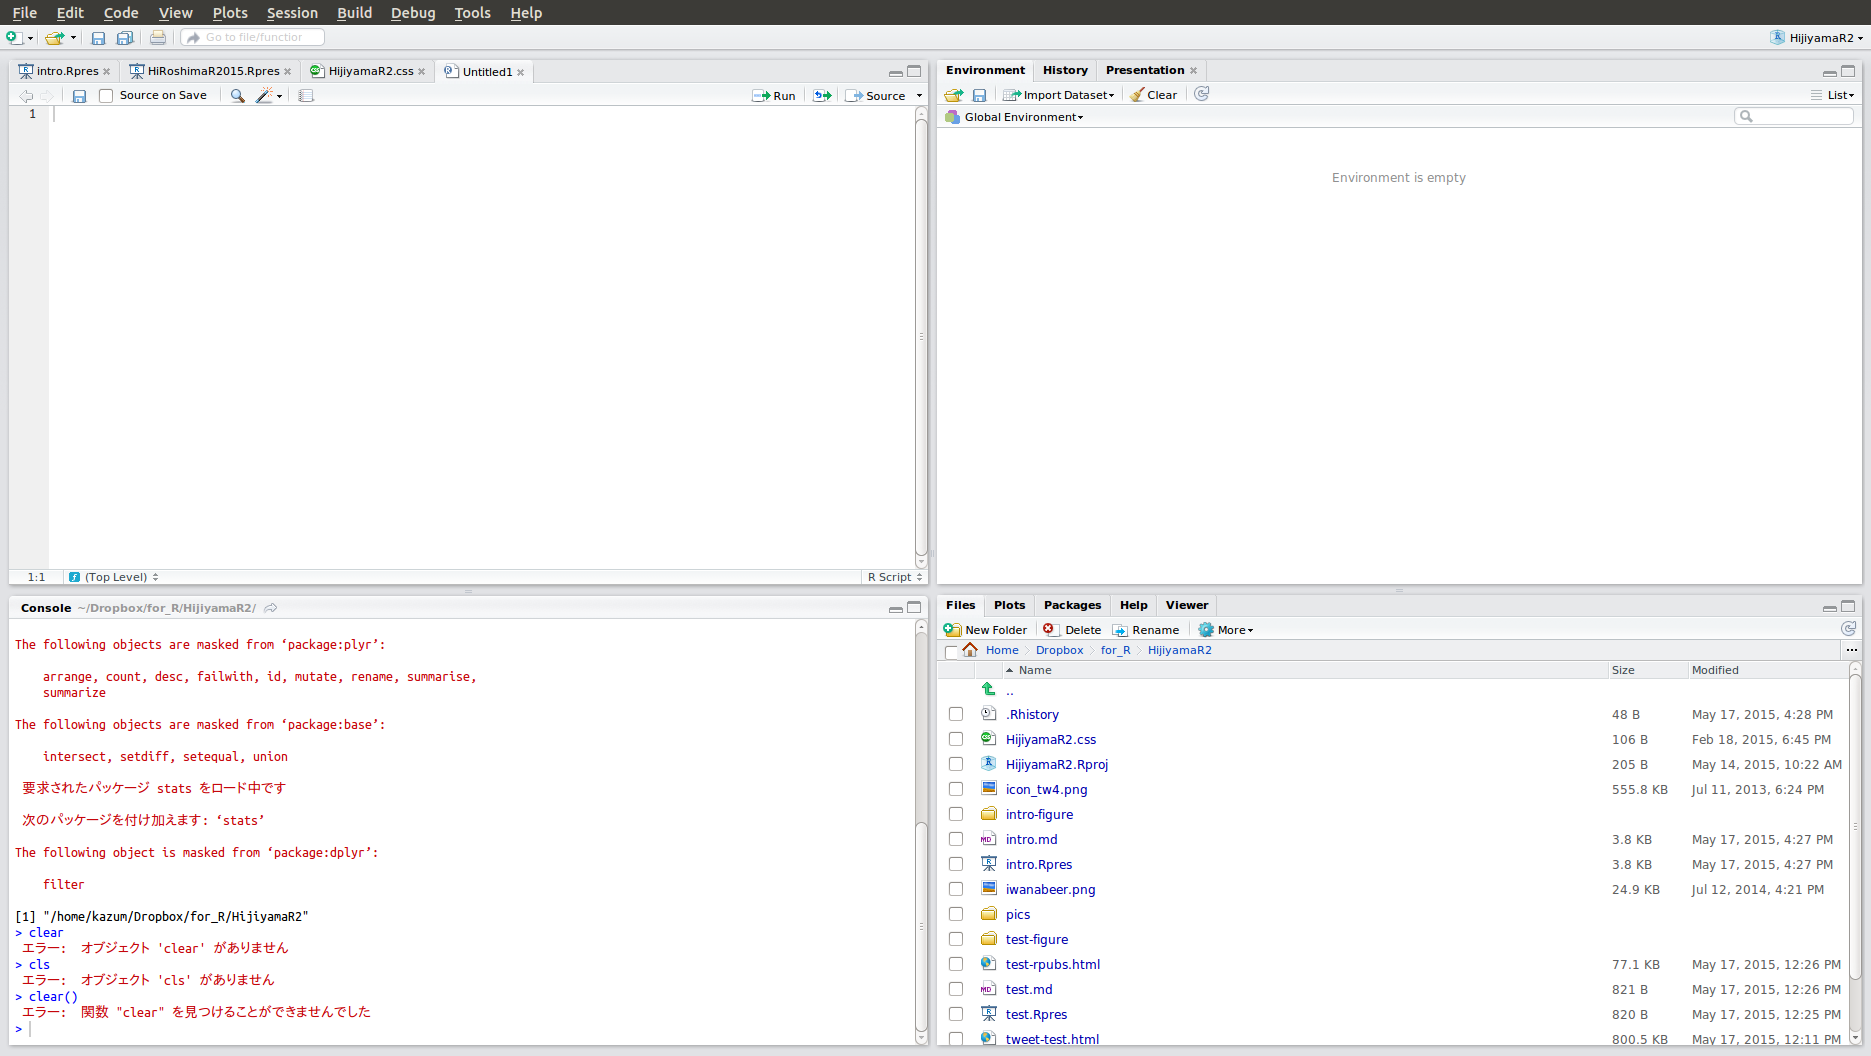 File Edit Code View Plots Session Build Debug Tools Help
Go to file/function
HijiyamaR2
intro.Rpres HiRoshimaR2015.Rpres HijiyamaR2.css Untitled1
Source on Save Run Source
1
1:1 (Top Level) R Script
Console ~/Dropbox/for_R/HijiyamaR2/
The following objects are masked from ‘package:plyr’:
arrange, count, desc, failwith, id, mutate, rename, summarise,
summarize
The following objects are masked from ‘package:base’:
intersect, setdiff, setequal, union
要求されたパッケージ stats をロード中です
次のパッケージを付け加えます: ‘stats’
The following object is masked from ‘package:dplyr’:
filter
[1] "/home/kazum/Dropbox/for_R/HijiyamaR2"
> clear
エラー: オブジェクト 'clear' がありません
> cls
エラー: オブジェクト 'cls' がありません
> clear()
エラー: 関数 "clear" を見つけることができませんでした
>
Environment History Presentation
Import Dataset Clear List
Global Environment
Environment is empty
Files Plots Packages Help Viewer
New Folder Delete Rename More
Home Dropbox for_R HijiyamaR2 ...
Name Size Modified
..
.Rhistory 48 B May 17, 2015, 4:28 PM
HijiyamaR2.css 106 B Feb 18, 2015, 6:45 PM
HijiyamaR2.Rproj 205 B May 14, 2015, 10:22 AM
icon_tw4.png 555.8 KB Jul 11, 2013, 6:24 PM
intro-figure
intro.md 3.8 KB May 17, 2015, 4:27 PM
intro.Rpres 3.8 KB May 17, 2015, 4:27 PM
iwanabeer.png 24.9 KB Jul 12, 2014, 4:21 PM
pics
test-figure
test-rpubs.html 77.1 KB May 17, 2015, 12:26 PM
test.md 821 B May 17, 2015, 12:26 PM
test.Rpres 820 B May 17, 2015, 12:25 PM
tweet-test.html 800.5 KB May 17, 2015, 12:11 PM